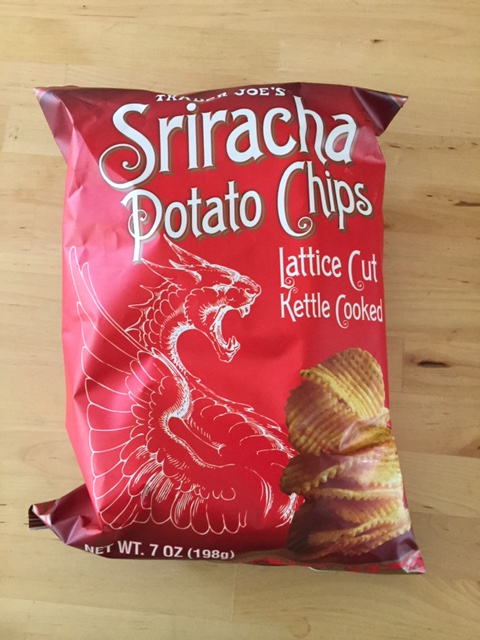 TRADER JOE'S
Sriracha
Potato Chips
Lattice Cut
Kettle Cooked
NET WT. 7 OZ (198g)